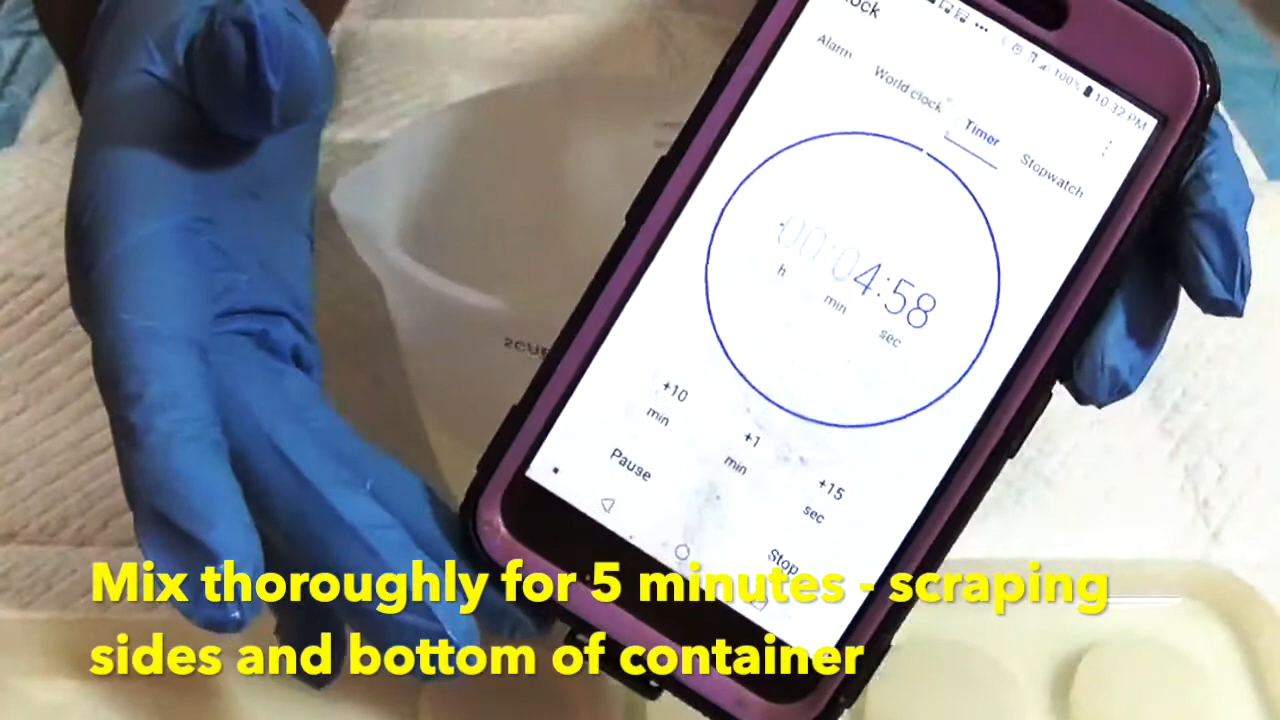 lock
100% 10:32 PM
Alarm
World clock
Timer
Stopwatch
00:04:58
h
min
sec
+10
min
+1
min
+15
sec
Pause
Stop
Mix thoroughly for 5 minutes - scraping
sides and bottom of container